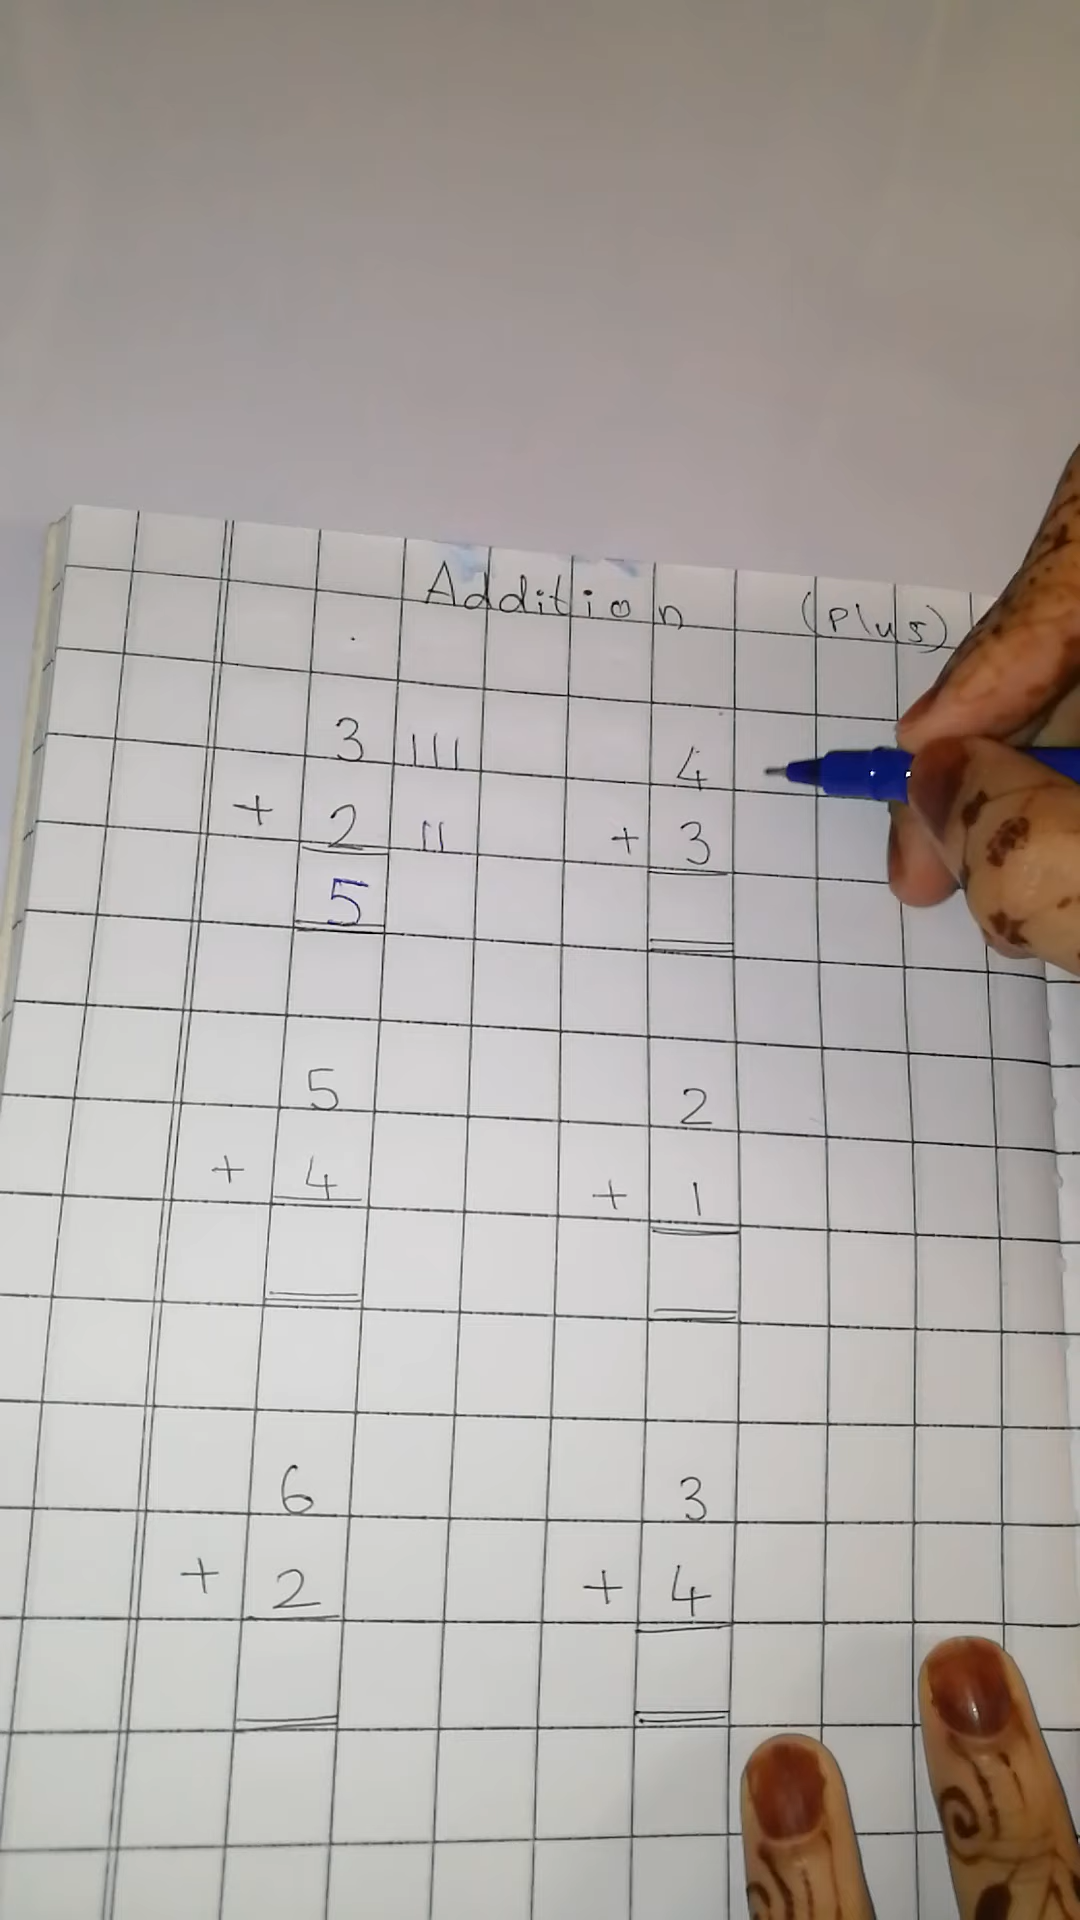 Addition (Plus)
3 ||| 4
+ 2 || + 3
5
5 2
+ 4 + 1
6 3
+ 2 + 4